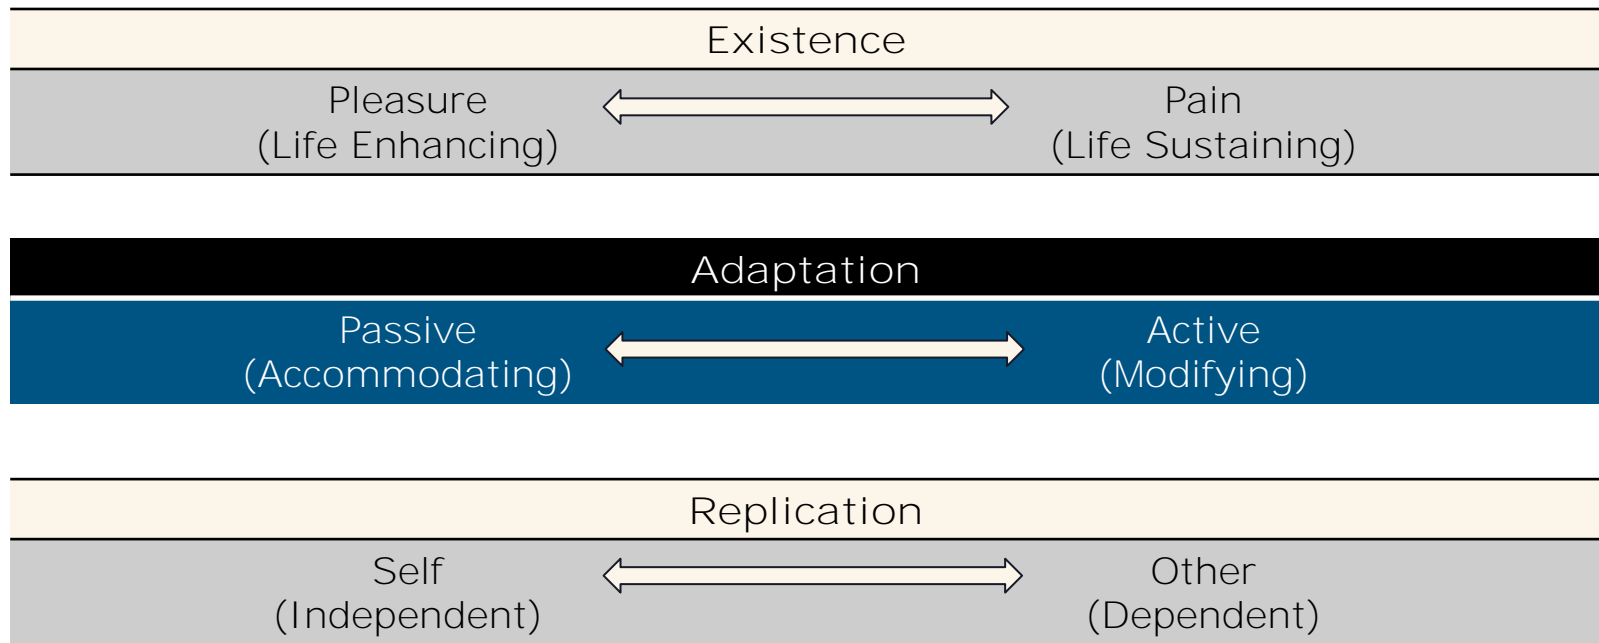 Existence
Pleasure Pain
(Life Enhancing) (Life Sustaining)
Adaptation
Passive Active
(Accommodating) (Modifying)
Replication
Self Other
(Independent) (Dependent)